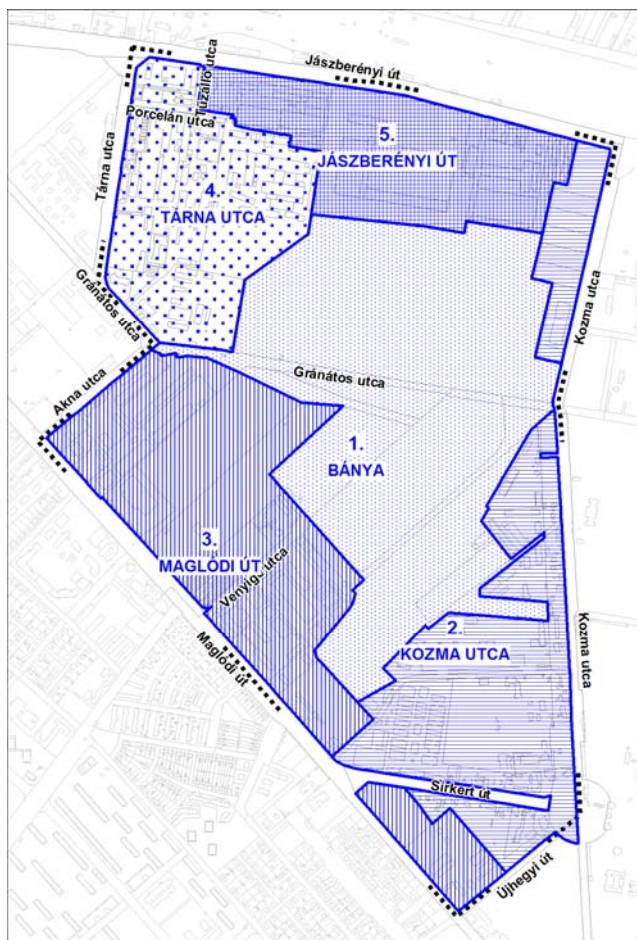 Jászberényi út
Tűzálló utca
Porcelán utca
5.
JÁSZBERÉNYI ÚT
Tárna utca
4.
TÁRNA UTCA
Kozma utca
Gránátos utca
Gránátos utca
Akna utca
1.
BÁNYA
3.
MAGLÓDI ÚT
Venyige utca
2.
KOZMA UTCA
Kozma utca
Maglódi út
Sírkert út
Újhegyi út